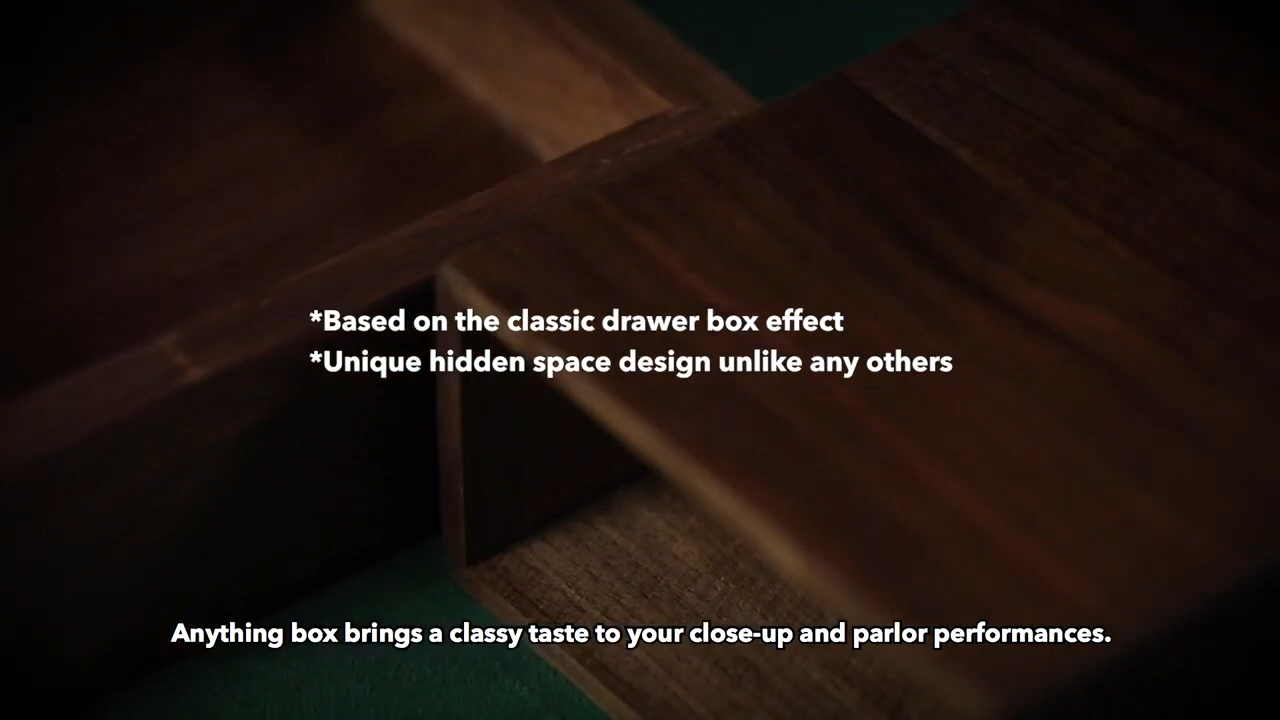 *Based on the classic drawer box effect
*Unique hidden space design unlike any others
Anything box brings a classy taste to your close-up and parlor performances.